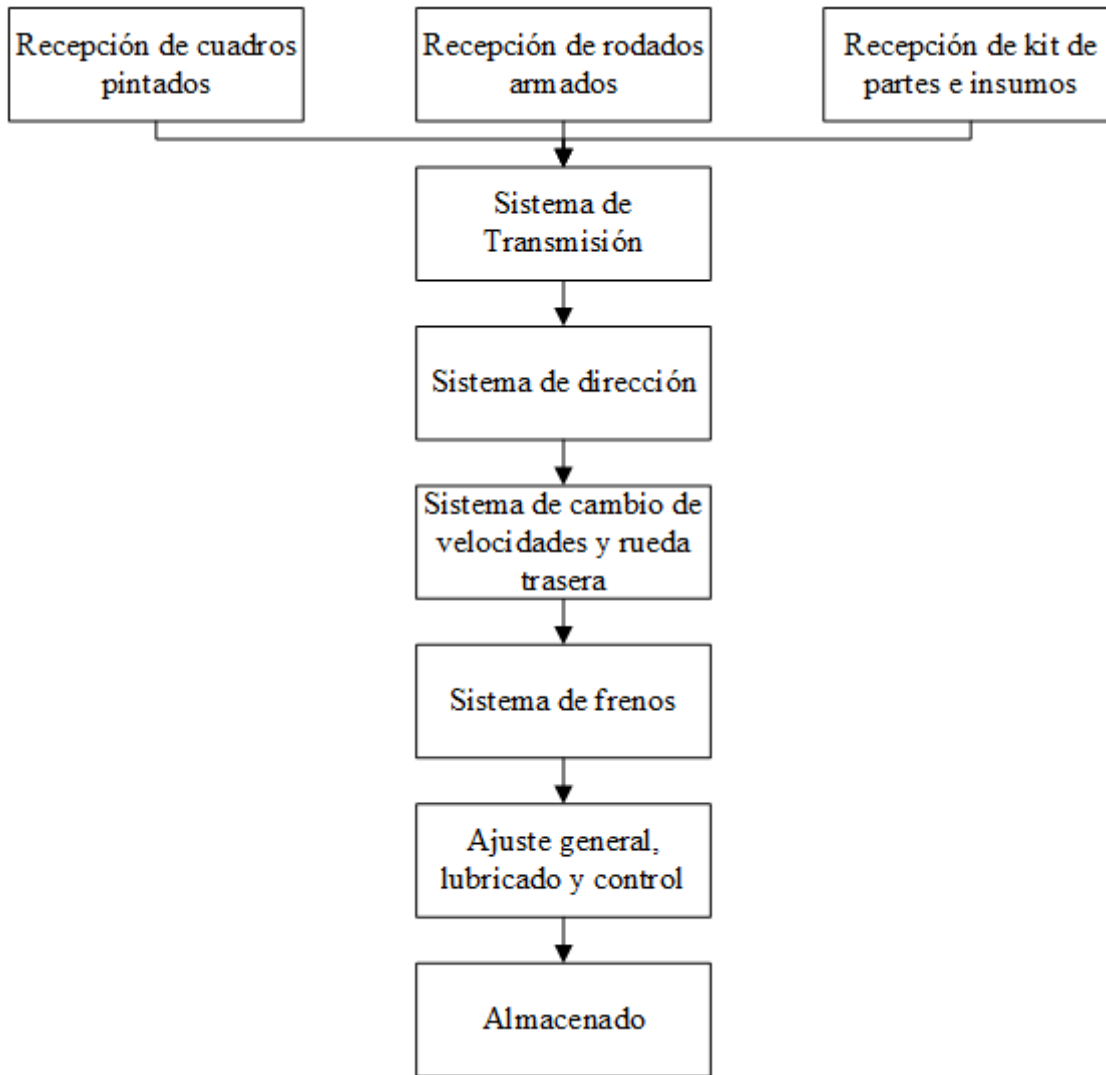 Recepción de cuadros
pintados
Recepción de rodados
armados
Recepción de kit de
partes e insumos
Sistema de
Transmisión
Sistema de dirección
Sistema de cambio de
velocidades y rueda
trasera
Sistema de frenos
Ajuste general,
lubricado y control
Almacenado